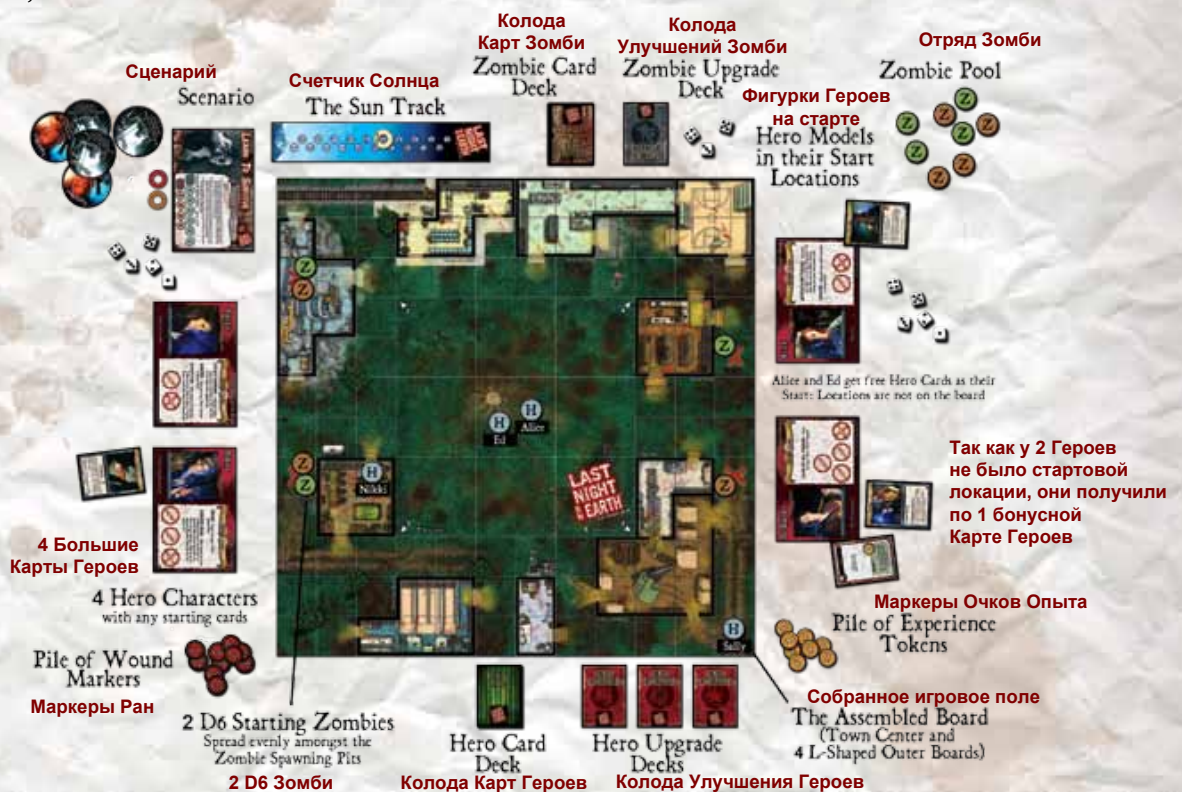 Колода
Карт Зомби
Zombie Card
Deck
Колода
Улучшений Зомби
Zombie Upgrade
Deck
Отряд Зомби
Zombie Pool
Сценарий
Scenario
Счетчик Солнца
The Sun Track
Фигурки Героев
на старте
Hero Models
in their Start
Locations
Z
Z
Z
Z
Z
Z
Z
Z
Z
Z
Z
Alice and Ed get free Hero Cards as their
Start: Locations are not on the board
H
Ed
H
Alice
Z
Z
H
Nikki
LAST
NIGHT
ON EARTH
Z
Так как у 2 Героев
не было стартовой
локации, они получили
по 1 бонусной
Карте Героев
4 Большие
Карты Героев
4 Hero Characters
with any starting cards
Маркеры Очков Опыта
Pile of Experience
Tokens
H
Sally
Pile of Wound
Markers
Маркеры Ран
2 D6 Starting Zombies
Spread evenly amongst the
Zombie Spawning Pits
2 D6 Зомби
Hero Card
Deck
Колода Карт Героев
Hero Upgrade
Decks
Колода Улучшения Героев
Собранное игровое поле
The Assembled Board
(Town Center and
4 L-Shaped Outer Boards)